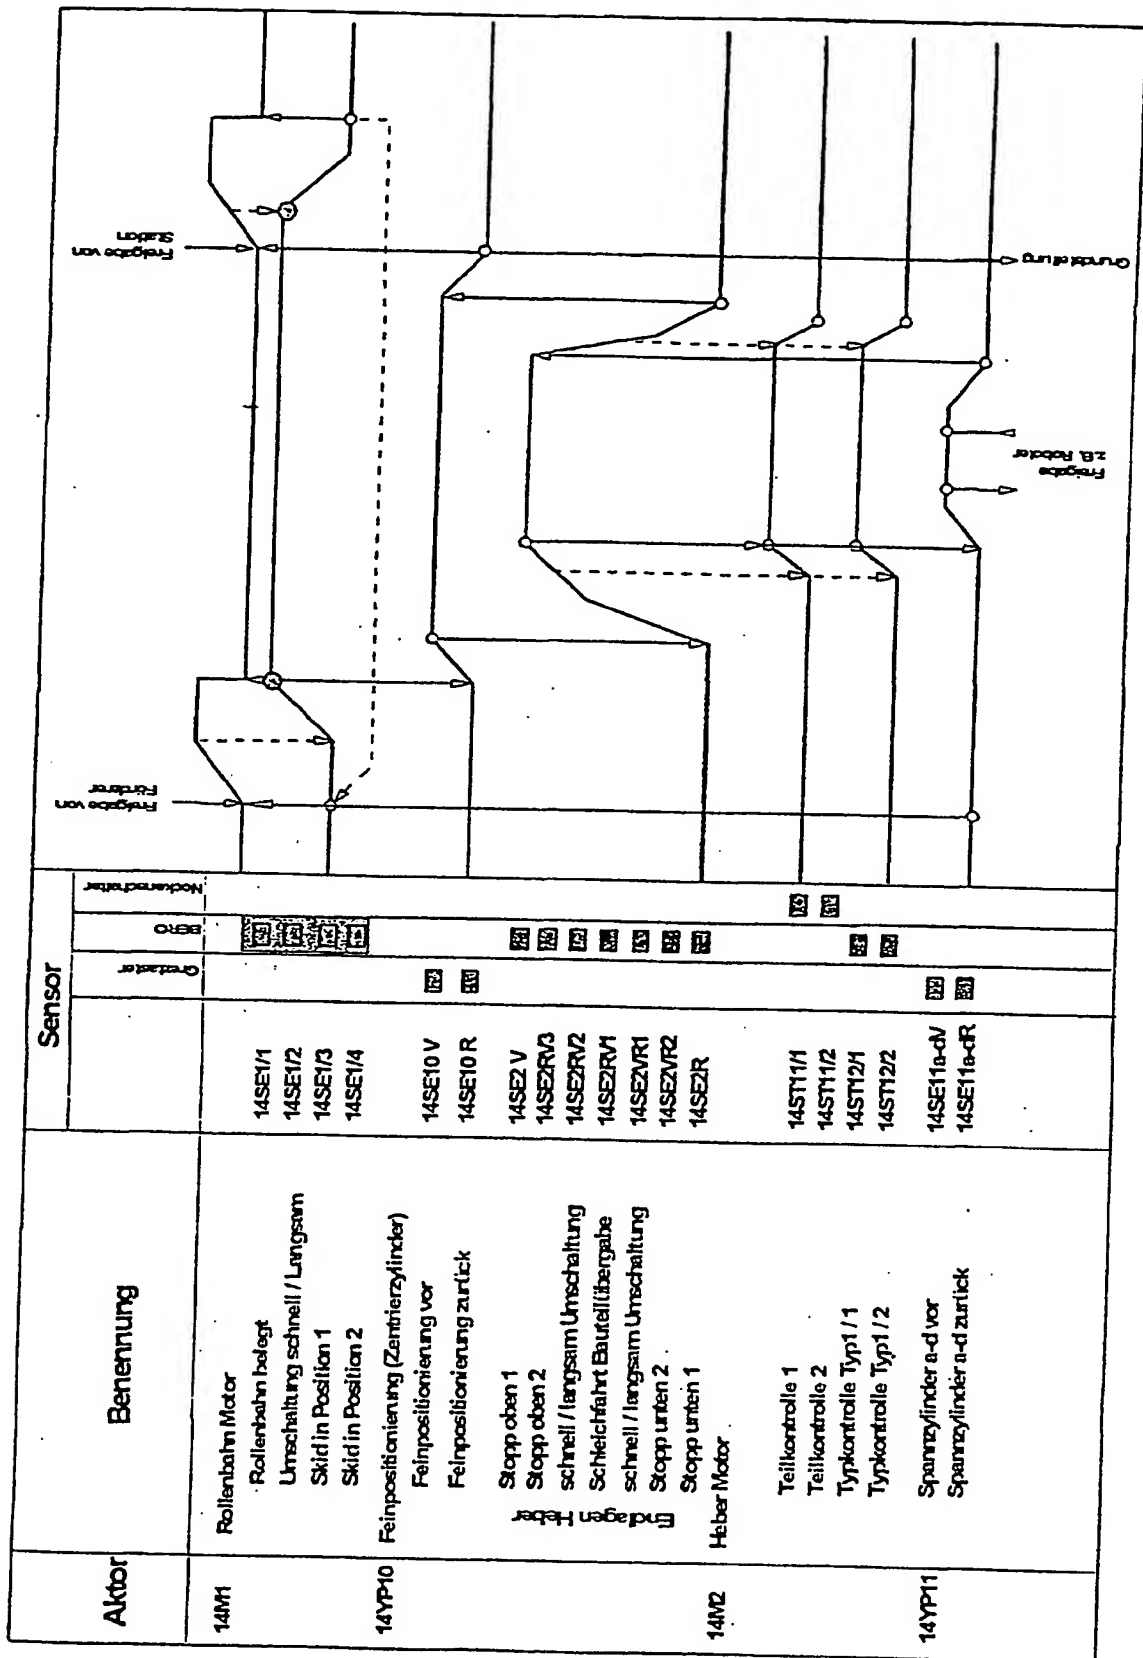 Aktor
Benennung
Sensor
Öffnertaster
BERO
Nockenschalter
14M1
Rollenbahn Motor
Rollenbahn belegt 14SE1/1
Umschaltung schnell / Langsam 14SE1/2
Skid in Position 1 14SE1/3
Skid in Position 2 14SE1/4
14YP10
Feinpositionierung (Zentrierzylinder)
Feinpositionierung vor 14SE10 V
Feinpositionierung zurück 14SE10 R
Endlagen Heber
Stopp oben 1 14SE2 V
Stopp oben 2 14SE2RV3
schnell / langsam Umschaltung 14SE2RV2
Schleichfahrt Bauteilübergabe 14SE2RV1
schnell / langsam Umschaltung 14SE2VR1
Stopp unten 2 14SE2VR2
Stopp unten 1 14SE2R
14M2
Heber Motor
Teilkontrolle 1 14ST11/1
Teilkontrolle 2 14ST11/2
Typkontrolle Typ1 / 1 14ST12/1
Typkontrolle Typ1 / 2 14ST12/2
14YP11
Spannzylinder a-d vor 14SE11a-dV
Spannzylinder a-d zurück 14SE11a-dR
Freigabe von
Förderer
Freigabe von
Station
Freigabe
z.B. Roboter
Grundstellung